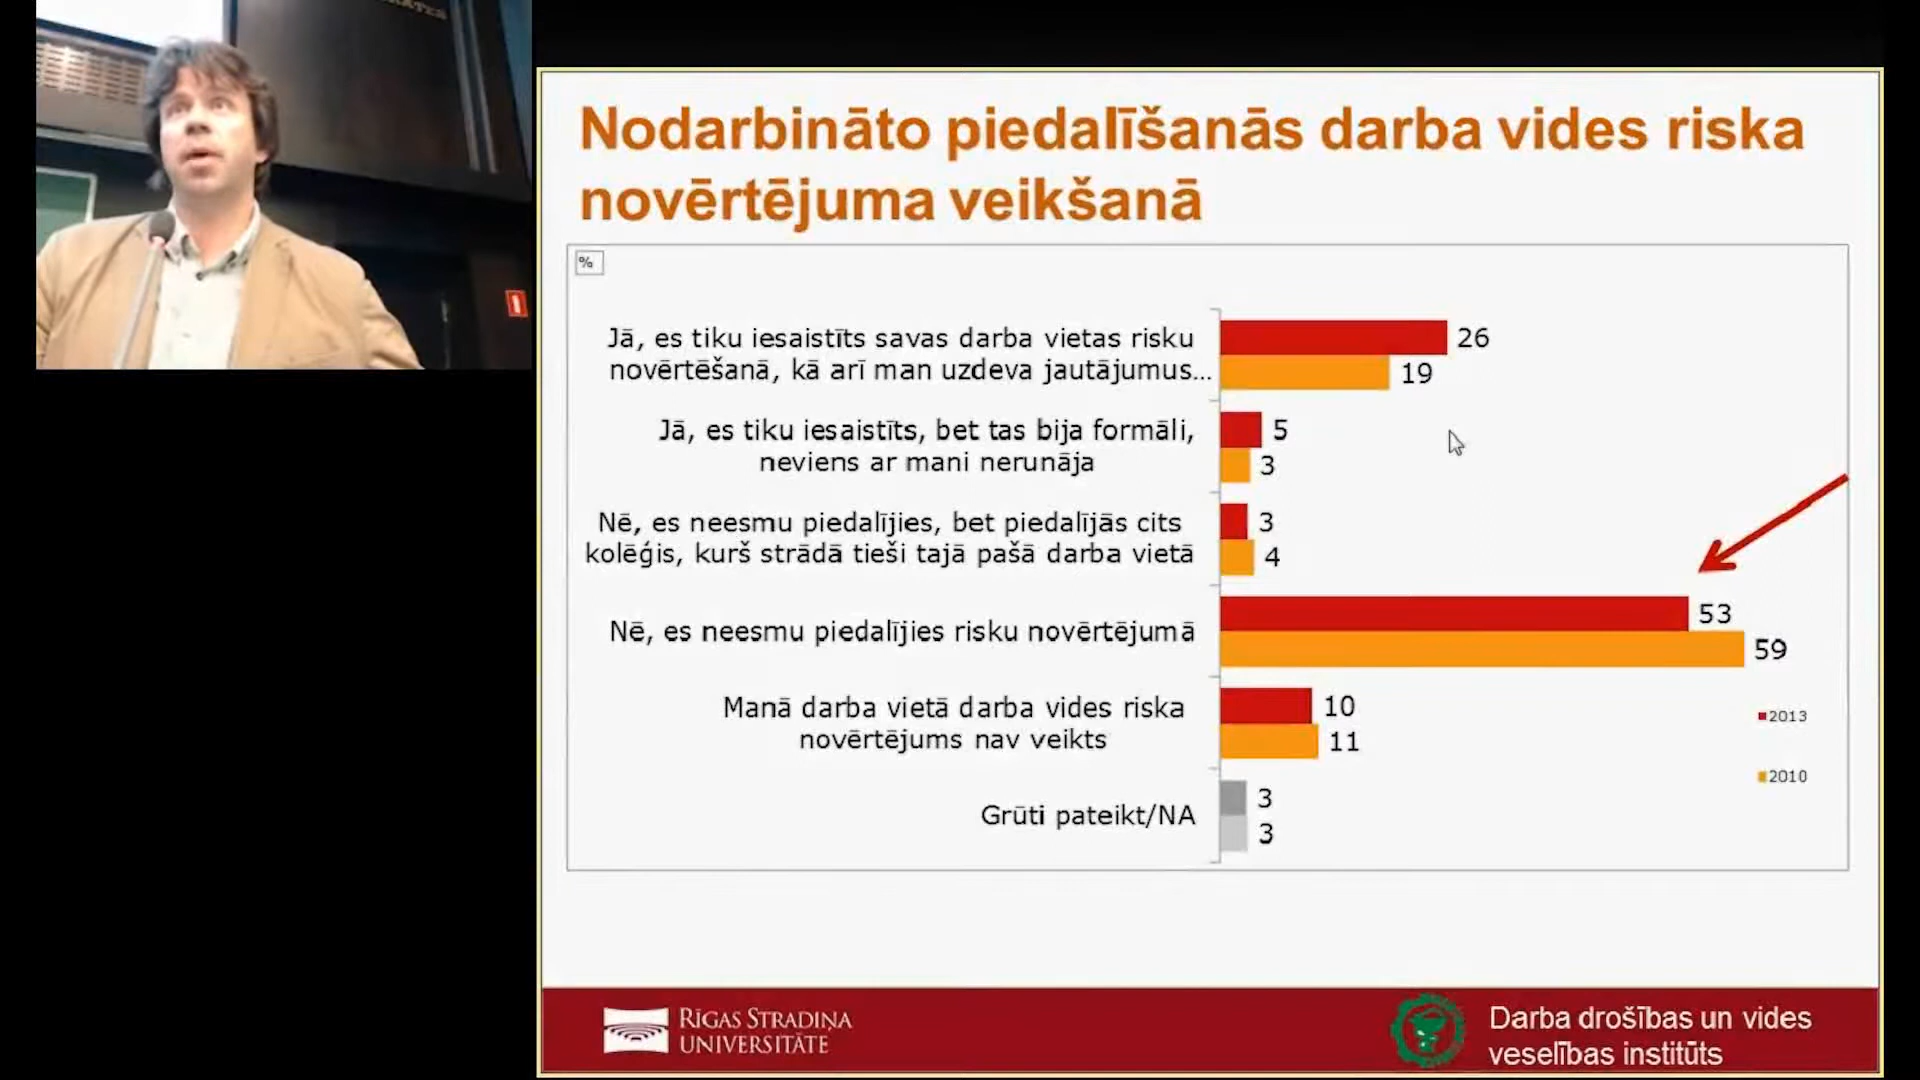 Nodarbināto piedalīšanās darba vides riska
novērtējuma veikšanā
%
Jā, es tiku iesaistīts savas darba vietas risku
novērtēšanā, kā arī man uzdeva jautājumus...
26
19
Jā, es tiku iesaistīts, bet tas bija formāli,
neviens ar mani nerunāja
5
3
Nē, es neesmu piedalījies, bet piedalījās cits
kolēģis, kurš strādā tieši tajā pašā darba vietā
3
4
Nē, es neesmu piedalījies risku novērtējumā
53
59
Manā darba vietā darba vides riska
novērtējums nav veikts
10
11
Grūti pateikt/NA
3
3
2013
2010
RĪGAS STRADIŅA
UNIVERSITĀTE
Darba drošības un vides
veselības institūts